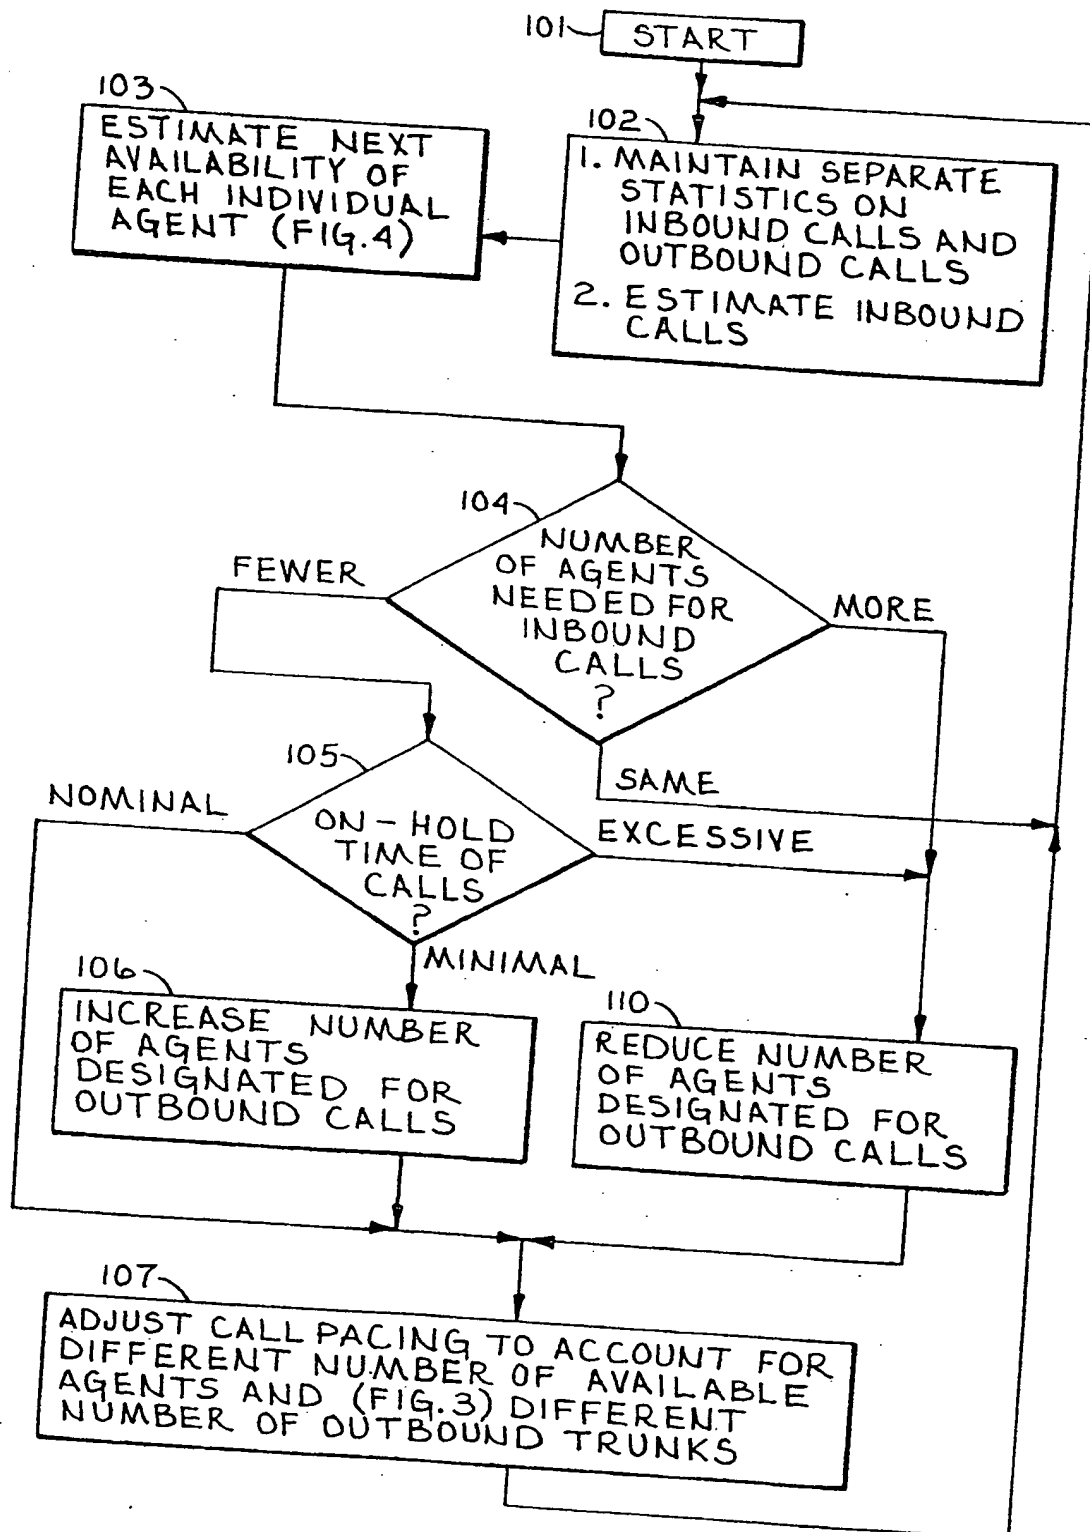 101
START
103
ESTIMATE NEXT
AVAILABILITY OF
EACH INDIVIDUAL
AGENT (FIG.4)
102
1. MAINTAIN SEPARATE
STATISTICS ON
INBOUND CALLS AND
OUTBOUND CALLS
2. ESTIMATE INBOUND
CALLS
104
NUMBER
OF AGENTS
NEEDED FOR
INBOUND
CALLS
?
FEWER
MORE
SAME
105
ON-HOLD
TIME OF
CALLS
?
NOMINAL
EXCESSIVE
MINIMAL
106
INCREASE NUMBER
OF AGENTS
DESIGNATED FOR
OUTBOUND CALLS
110
REDUCE NUMBER
OF AGENTS
DESIGNATED FOR
OUTBOUND CALLS
107
ADJUST CALL PACING TO ACCOUNT FOR
DIFFERENT NUMBER OF AVAILABLE
AGENTS AND (FIG.3) DIFFERENT
NUMBER OF OUTBOUND TRUNKS